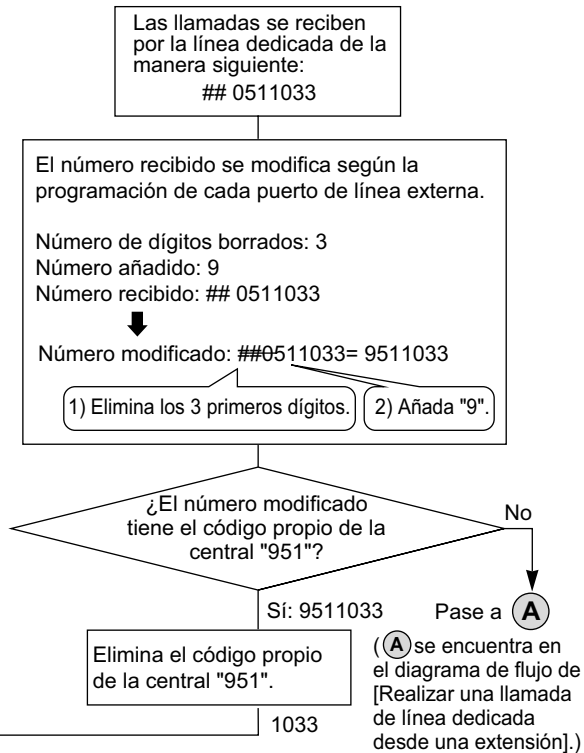 Las llamadas se reciben
por la línea dedicada de la
manera siguiente:
## 0511033
El número recibido se modifica según la
programación de cada puerto de línea externa.
Número de dígitos borrados: 3
Número añadido: 9
Número recibido: ## 0511033
Número modificado: ##0511033= 9511033
1) Elimina los 3 primeros dígitos.
2) Añada "9".
¿El número modificado
tiene el código propio de la
central "951"?
No
Sí: 9511033
Pase a A
(A se encuentra en
el diagrama de flujo de
[Realizar una llamada
de línea dedicada
desde una extensión].)
Elimina el código propio
de la central "951".
1033